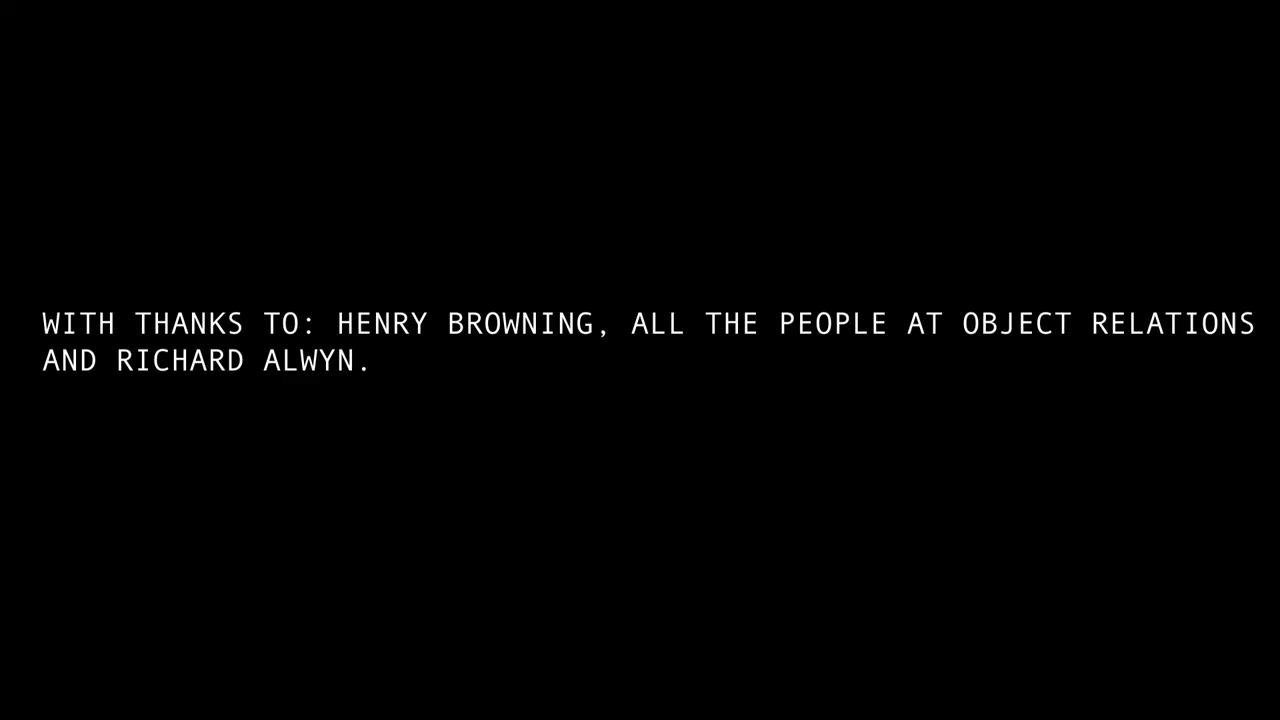 WITH THANKS TO: HENRY BROWNING, ALL THE PEOPLE AT OBJECT RELATIONS
AND RICHARD ALWYN.